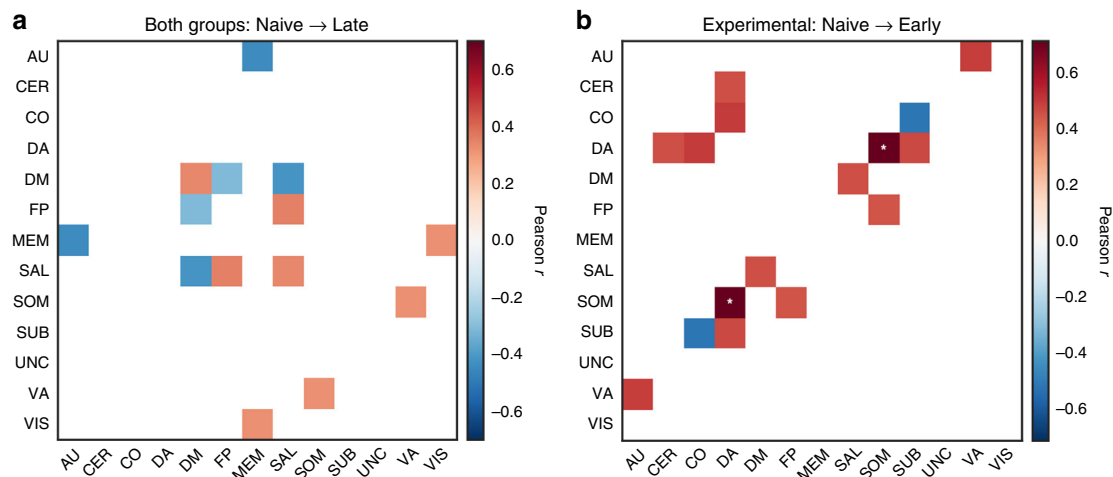 a
Both groups: Naive → Late
AU
CER
CO
DA
DM
FP
MEM
SAL
SOM
SUB
UNC
VA
VIS
AU CER CO DA DM FP MEM SAL SOM SUB UNC VA VIS
0.6
0.4
0.2
0.0
−0.2
−0.4
−0.6
Pearson r
b
Experimental: Naive → Early
AU
CER
CO
DA
DM
FP
MEM
SAL
SOM
SUB
UNC
VA
VIS
*
*
AU CER CO DA DM FP MEM SAL SOM SUB UNC VA VIS
0.6
0.4
0.2
0.0
−0.2
−0.4
−0.6
Pearson r